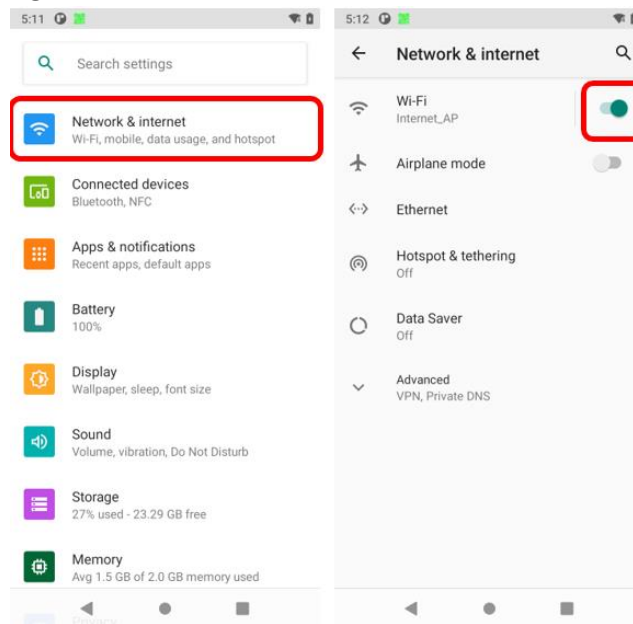 5:11
Search settings
Network & internet
Wi-Fi, mobile, data usage, and hotspot
Connected devices
Bluetooth, NFC
Apps & notifications
Recent apps, default apps
Battery
100%
Display
Wallpaper, sleep, font size
Sound
Volume, vibration, Do Not Disturb
Storage
27% used - 23.29 GB free
Memory
Avg 1.5 GB of 2.0 GB memory used
Privacy
5:12
Network & internet
Wi-Fi
Internet_AP
Airplane mode
Ethernet
Hotspot & tethering
Off
Data Saver
Off
Advanced
VPN, Private DNS